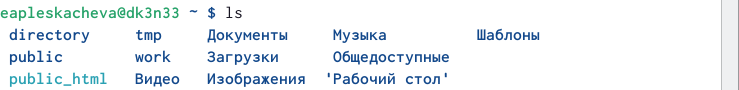 eapleskacheva@dk3n33 ~ $ ls
directory tmp Документы Музыка Шаблоны
public work Загрузки Общедоступные
public_html Видео Изображения 'Рабочий стол'